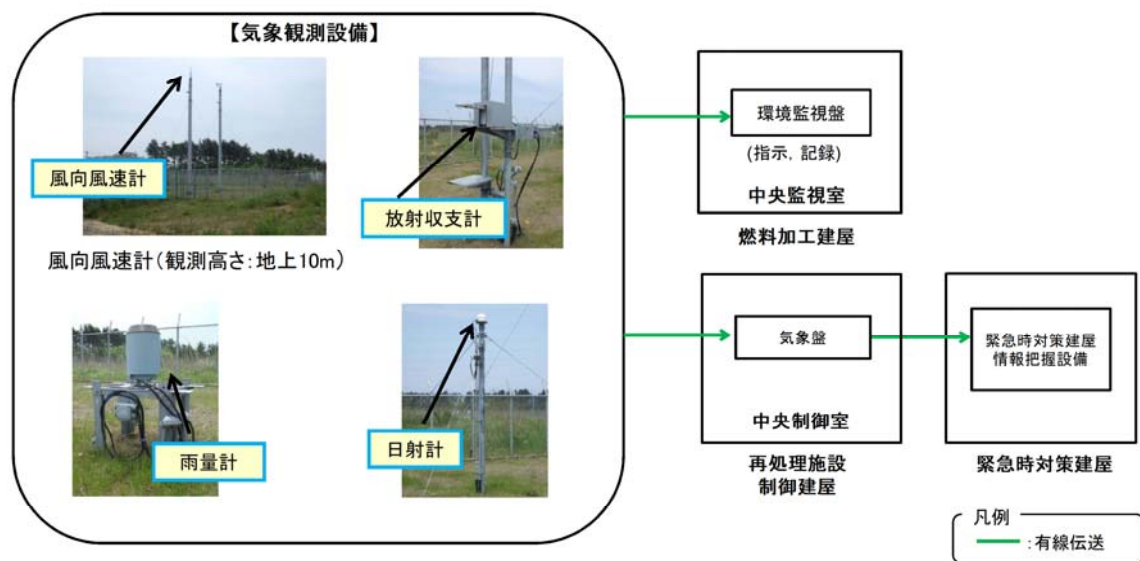 【気象観測設備】
風向風速計
放射収支計
風向風速計(観測高さ:地上10m)
雨量計
日射計
環境監視盤
(指示, 記録)
中央監視室
燃料加工建屋
気象盤
中央制御室
再処理施設
制御建屋
緊急時対策建屋
情報把握設備
緊急時対策建屋
凡例
:有線伝送